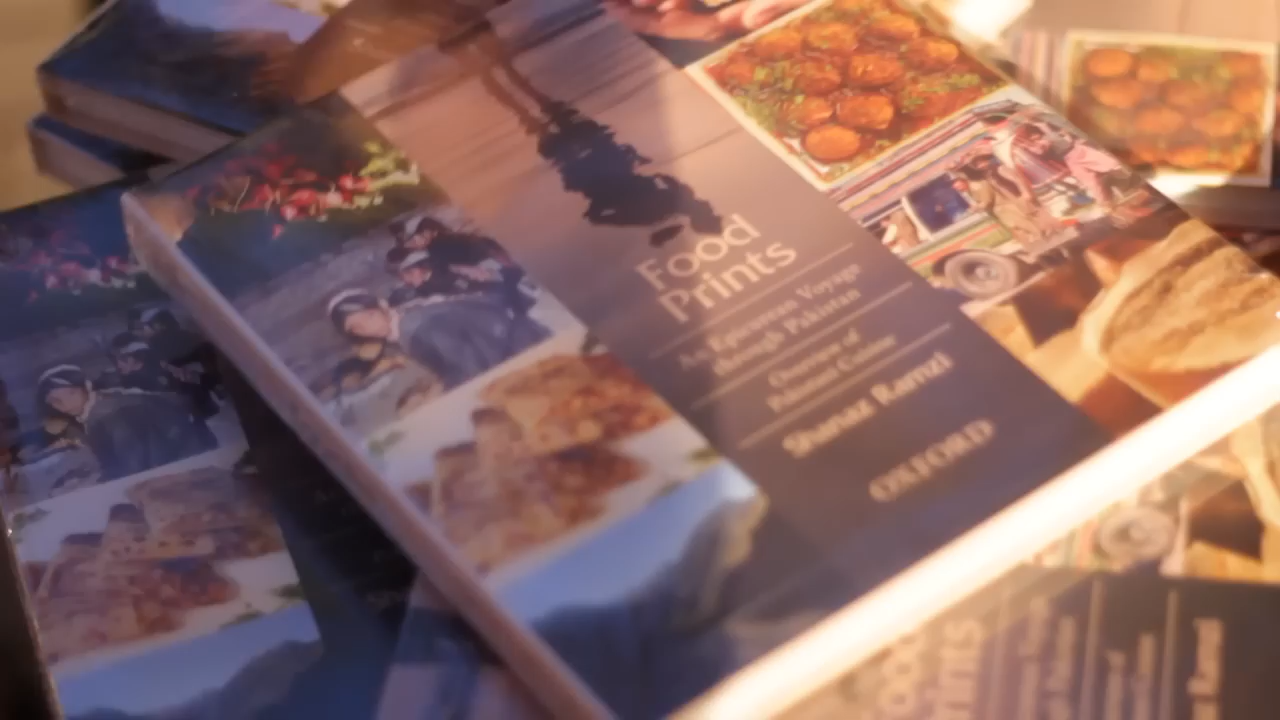 Food
Prints
An Epicurean Voyage
through Pakistan
Overview of
Pakistani Cuisine
Shanaz Ramzi
OXFORD